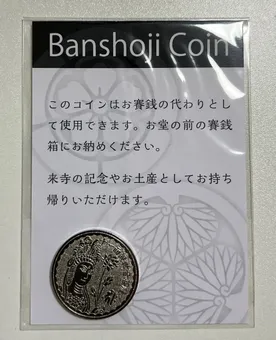 Banshoji Coin
このコインはお賽銭の代わりとし
て使用できます。お堂の前の賽銭
箱にお納めください。
来寺の記念やお土産としてお持ち
帰りいただけます。